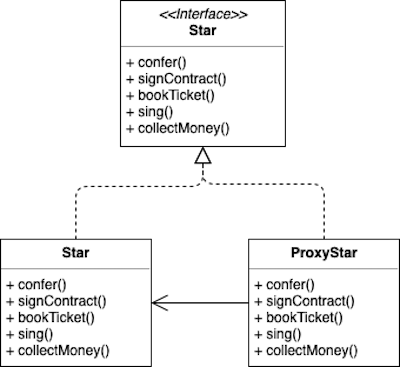 <<Interface>>
Star
+ confer()
+ signContract()
+ bookTicket()
+ sing()
+ collectMoney()
Star
+ confer()
+ signContract()
+ bookTicket()
+ sing()
+ collectMoney()
ProxyStar
+ confer()
+ signContract()
+ bookTicket()
+ sing()
+ collectMoney()